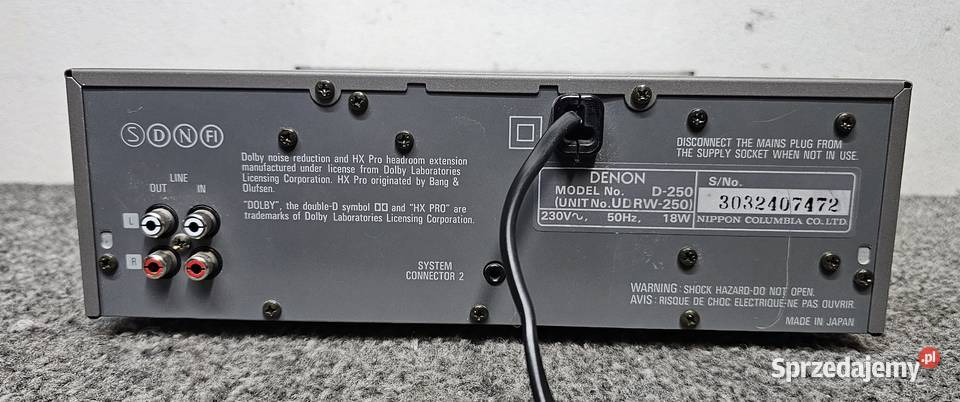 S D N FI
LINE
OUT IN
L
R
Dolby noise reduction and HX Pro headroom extension
manufactured under license from Dolby Laboratories
Licensing Corporation. HX Pro originated by Bang &
Olufsen.
"DOLBY", the double-D symbol and "HX PRO" are
trademarks of Dolby Laboratories Licensing Corporation.
SYSTEM
CONNECTOR 2
DISCONNECT THE MAINS PLUG FROM
THE SUPPLY SOCKET WHEN NOT IN USE.
DENON
MODEL No. D-250
(UNIT No. UDRW-250)
230V~, 50Hz, 18W
S/No.
3032407472
NIPPON COLUMBIA CO. LTD
WARNING : SHOCK HAZARD-DO NOT OPEN.
AVIS : RISQUE DE CHOC ELECTRIQUE-NE PAS OUVRIR.
MADE IN JAPAN
Sprzedajemy.pl